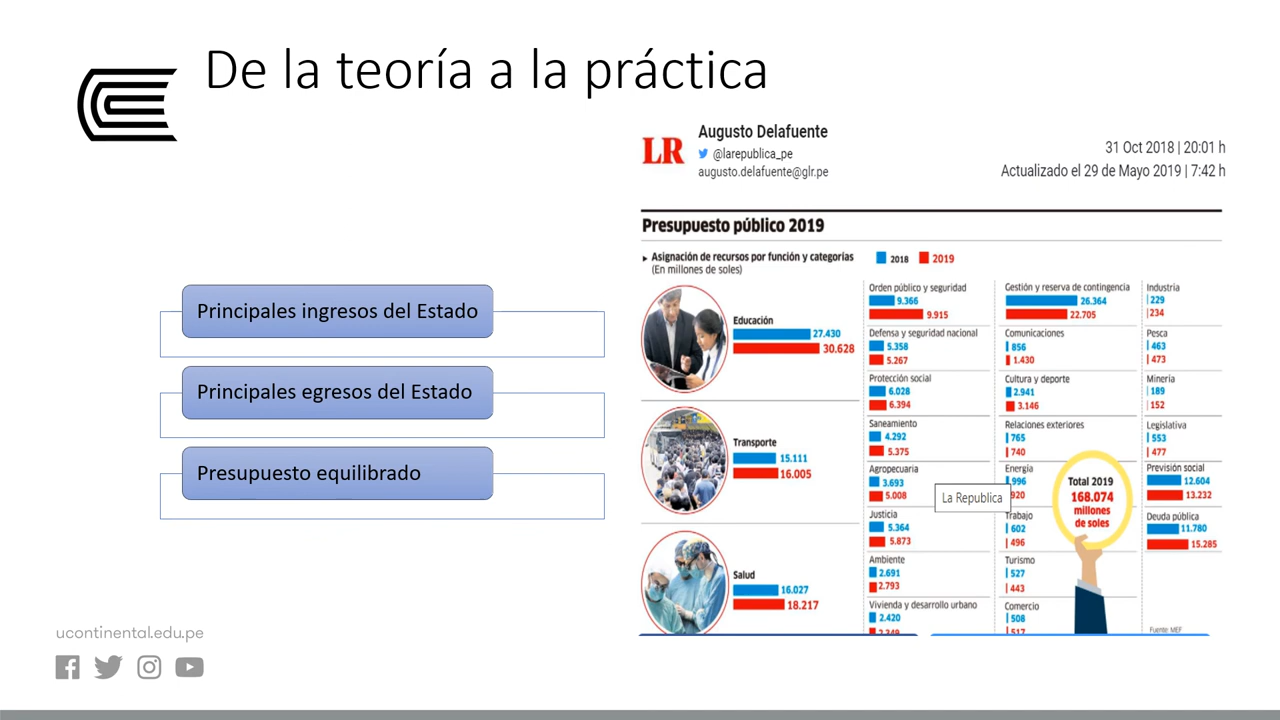 De la teoría a la práctica
Principales ingresos del Estado
Principales egresos del Estado
Presupuesto equilibrado
ucontinental.edu.pe
LR
Augusto Delafuente
@larepublica_pe
augusto.delafuente@glr.pe
31 Oct 2018 | 20:01 h
Actualizado el 29 de Mayo 2019 | 7:42 h
Presupuesto público 2019
Asignación de recursos por función y categorías
(En millones de soles)
2018 2019
Educación
27.430
30.628
Transporte
15.111
16.005
Salud
16.027
18.217
Orden público y seguridad
9.366
9.915
Defensa y seguridad nacional
5.358
5.267
Protección social
6.028
6.394
Saneamiento
4.292
5.375
Agropecuaria
3.693
5.008
Justicia
5.364
5.873
Ambiente
2.691
2.793
Vivienda y desarrollo urbano
2.420
2.349
Gestión y reserva de contingencia
26.364
22.705
Comunicaciones
856
1.430
Cultura y deporte
2.941
3.146
Relaciones exteriores
765
740
Energía
996
920
La Republica
Trabajo
602
496
Turismo
527
443
Comercio
508
517
Total 2019
168.074
millones
de soles
Industria
229
234
Pesca
463
473
Minería
189
152
Legislativa
553
477
Previsión social
12.604
13.232
Deuda pública
11.780
15.285
Fuente: MEF